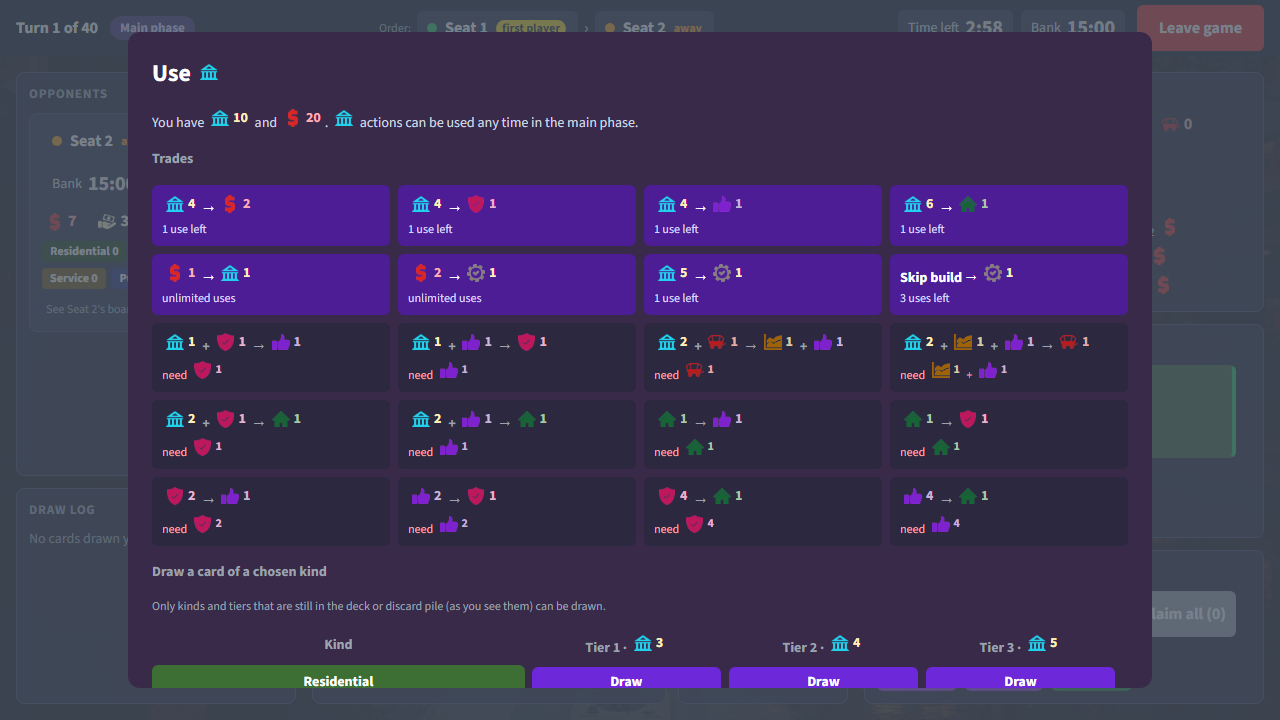 Turn 1 of 40
Main phase
Order:
Seat 1
first player
›
Seat 2
away
Time left 2:58
Bank 15:00
Leave game
OPPONENTS
Seat 2
Bank 15:00
$ 7
3
Residential 0
Service 0
See Seat 2's boar
DRAW LOG
No cards drawn y
0
laim all (0)
Use
You have 10 and $ 20 . actions can be used any time in the main phase.
Trades
4 → $ 2
1 use left
4 → 1
1 use left
4 → 1
1 use left
6 → 1
1 use left
$ 1 → 1
unlimited uses
$ 2 → 1
unlimited uses
5 → 1
1 use left
Skip build → 1
3 uses left
1 + 1 → 1
need 1
1 + 1 → 1
need 1
2 + 1 → 1 + 1
need 1
2 + 1 + 1 → 1
need 1 + 1
2 + 1 → 1
need 1
2 + 1 → 1
need 1
1 → 1
need 1
1 → 1
need 1
2 → 1
need 2
2 → 1
need 2
4 → 1
need 4
4 → 1
need 4
Draw a card of a chosen kind
Only kinds and tiers that are still in the deck or discard pile (as you see them) can be drawn.
Kind
Tier 1 · 3
Tier 2 · 4
Tier 3 · 5
Residential
Draw
Draw
Draw